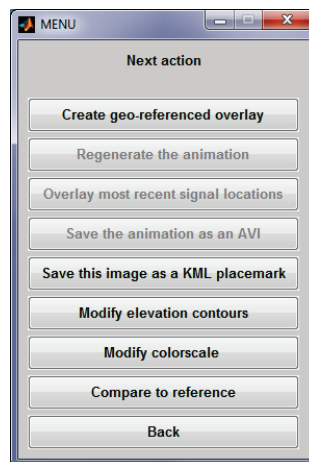 MENU
Next action
Create geo-referenced overlay
Regenerate the animation
Overlay most recent signal locations
Save the animation as an AVI
Save this image as a KML placemark
Modify elevation contours
Modify colorscale
Compare to reference
Back